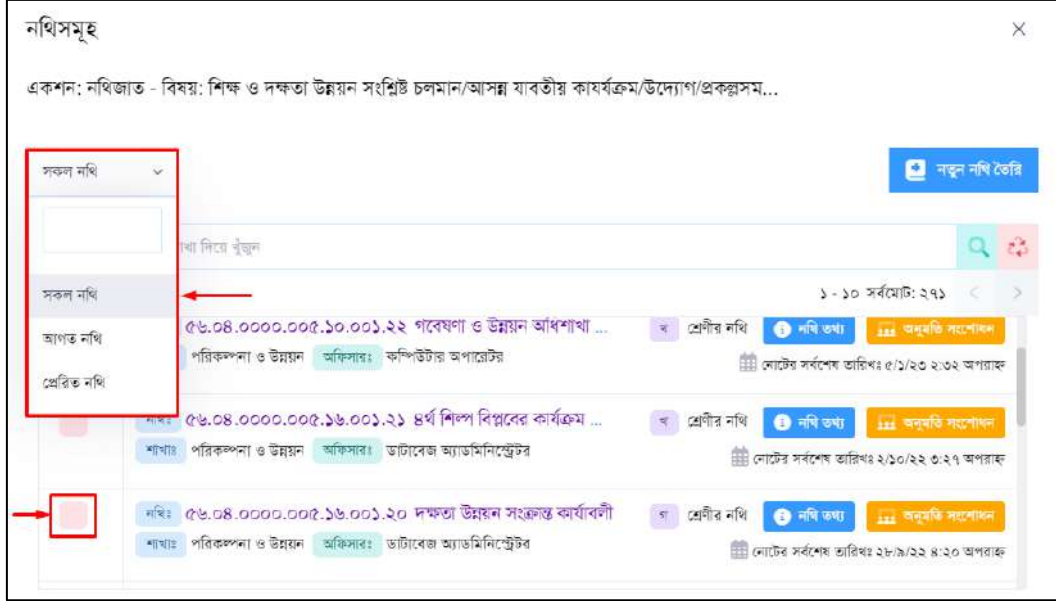 নথিসমূহ
একশন: নথিজাত - বিষয়: শিক্ষ ও দক্ষতা উন্নয়ন সংশ্লিষ্ট চলমান/আসন্ন যাবতীয় কাযর্যক্রম/উদ্যোগ/প্রকল্পসম...
সকল নথি
নতুন নথি তৈরি
খা দিয়ে খুঁজুন
সকল নথি
১ - ১০ সর্বমোট: ২৭১
৫৬.০৪.০০০০.০০৫.১০.০০১.২২ গবেষণা ও উন্নয়ন অধিশাখা ... খ শ্রেণীর নথি নথি তথ্য অনুমতি সংশোধন
আগত নথি
পরিকল্পনা ও উন্নয়ন অফিসারঃ কম্পিউটার অপারেটর নোটের সর্বশেষ তারিখঃ ৫/১/২৩ ২:৩২ অপরাহ্ন
প্রেরিত নথি
নথিঃ ৫৬.০৪.০০০০.০০৫.১৬.০০১.২১ ৪র্থ শিল্প বিপ্লবের কার্যক্রম ... খ শ্রেণীর নথি নথি তথ্য অনুমতি সংশোধন
শাখাঃ পরিকল্পনা ও উন্নয়ন অফিসারঃ ডাটাবেজ অ্যাডমিনিস্ট্রেটর নোটের সর্বশেষ তারিখঃ ২/১০/২২ ৩:২৭ অপরাহ্ন
নথিঃ ৫৬.০৪.০০০০.০০৫.১৬.০০১.২০ দক্ষতা উন্নয়ন সংক্রান্ত কার্যাবলী গ শ্রেণীর নথি নথি তথ্য অনুমতি সংশোধন
শাখাঃ পরিকল্পনা ও উন্নয়ন অফিসারঃ ডাটাবেজ অ্যাডমিনিস্ট্রেটর নোটের সর্বশেষ তারিখঃ ২৮/৯/২২ ৪:২০ অপরাহ্ন